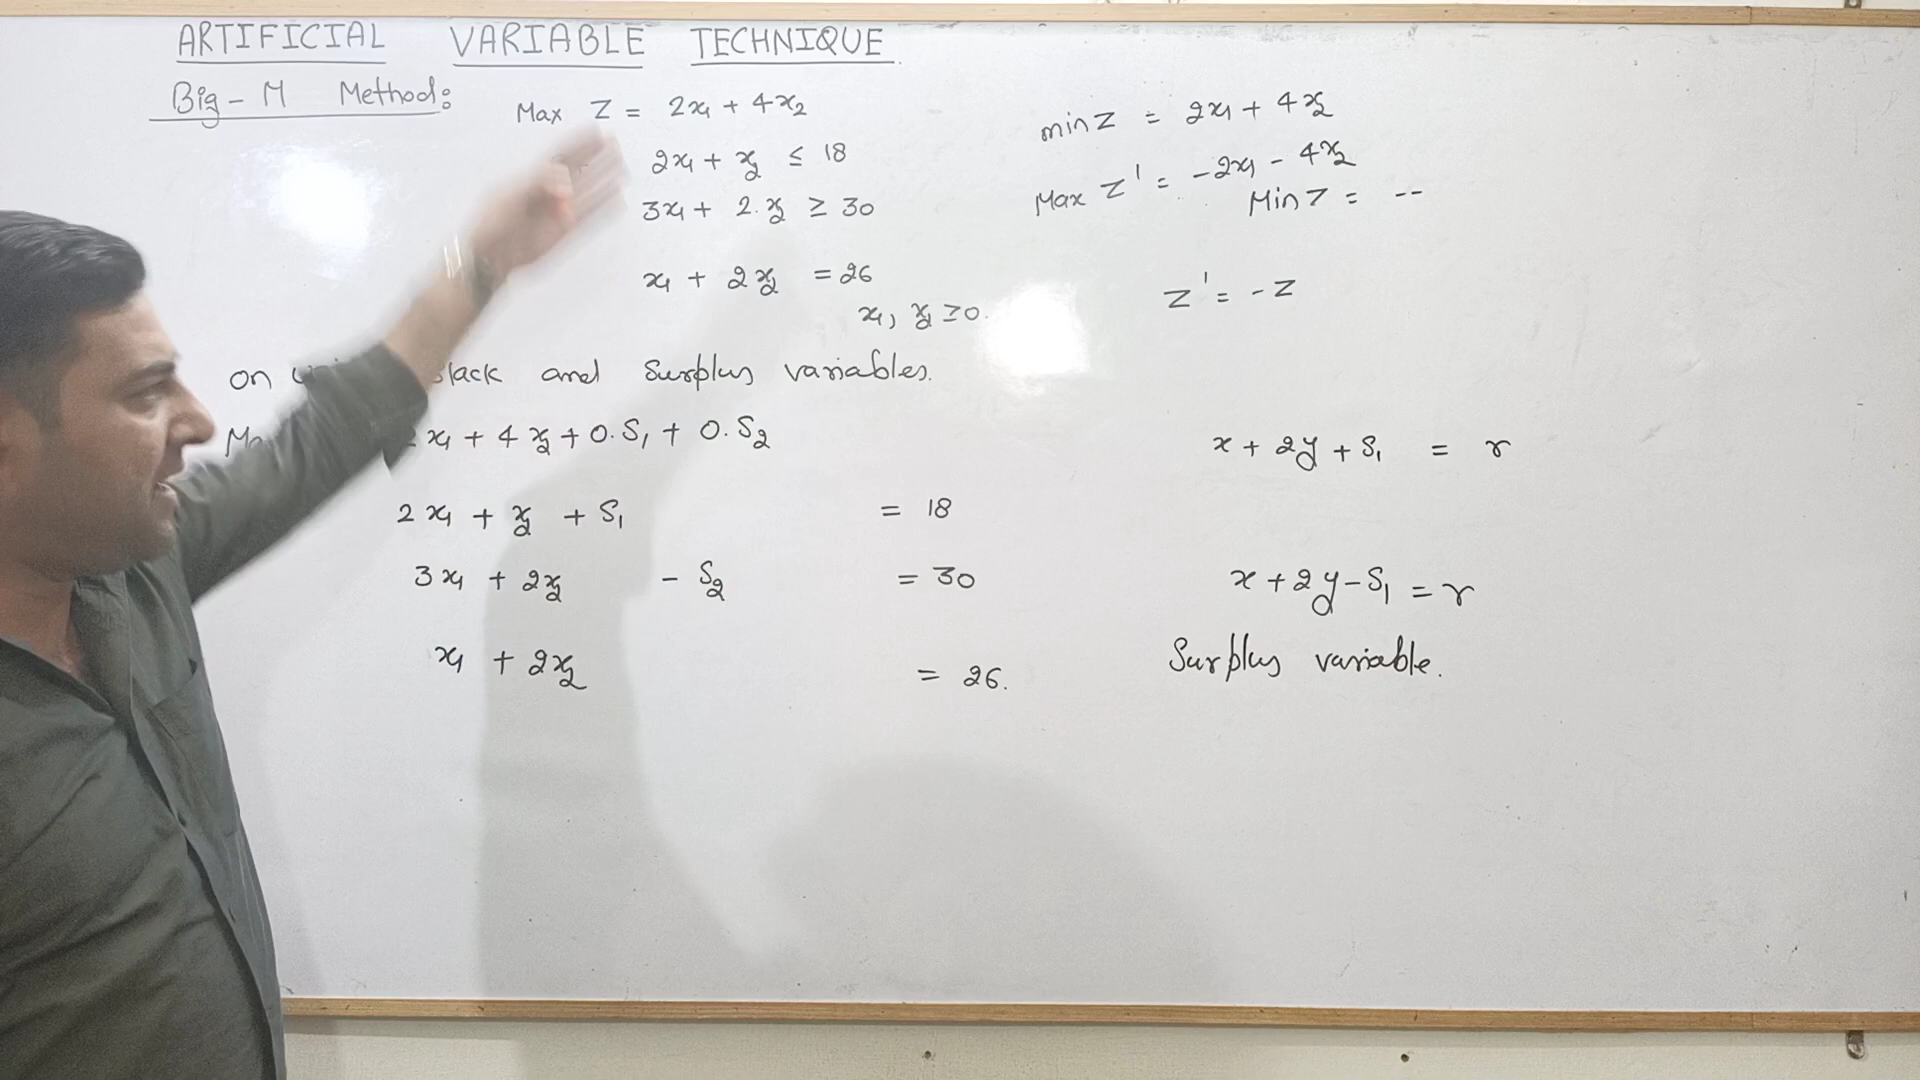 ARTIFICIAL VARIABLE TECHNIQUE
Big-M Method:
Max Z = 2x₁ + 4x₂
2x₁ + x₂ ≤ 18
3x₁ + 2.x₂ ≥ 30
x₁ + 2x₂ = 26
x₁, x₂ ≥ 0.
on slack and Surplus variables.
x₁ + 4x₂ + 0.S₁ + 0.S₂
2x₁ + x₂ + S₁ = 18
3x₁ + 2x₂ - S₂ = 30
x₁ + 2x₂ = 26.
min Z = 2x₁ + 4x₂
Max Z' = -2x₁ - 4x₂
Min Z = --
Z' = -Z
x + 2y + S₁ = r
x + 2y - S₁ = r
Surplus variable.